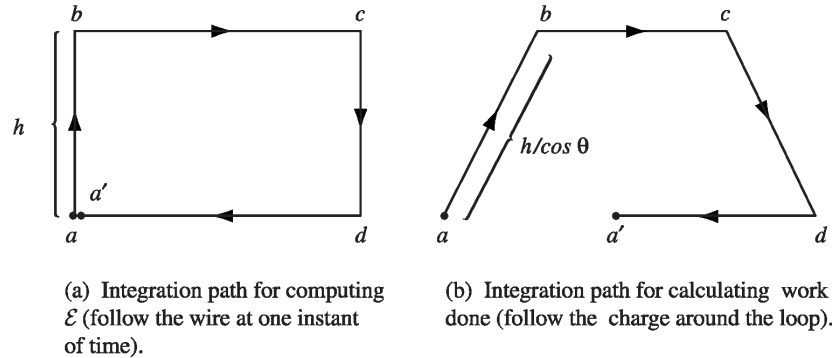 b
c
h
a′
a
d
b
c
h/cos θ
a
a′
d
(a) Integration path for computing
ℰ (follow the wire at one instant
of time).
(b) Integration path for calculating work
done (follow the charge around the loop).